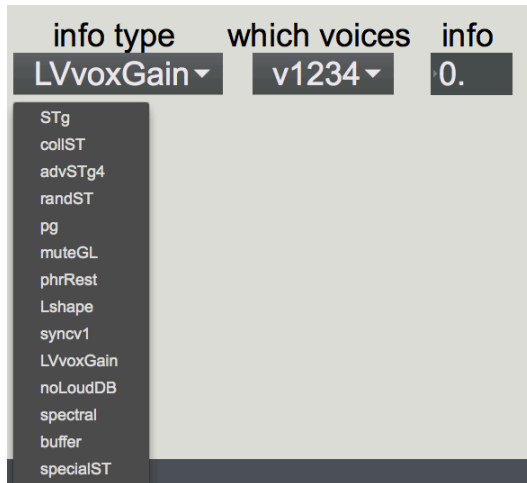 info type which voices info
LVvoxGain v1234 0.
STg
collST
advSTg4
randST
pg
muteGL
phrRest
Lshape
syncv1
LVvoxGain
noLoudDB
spectral
buffer
specialST